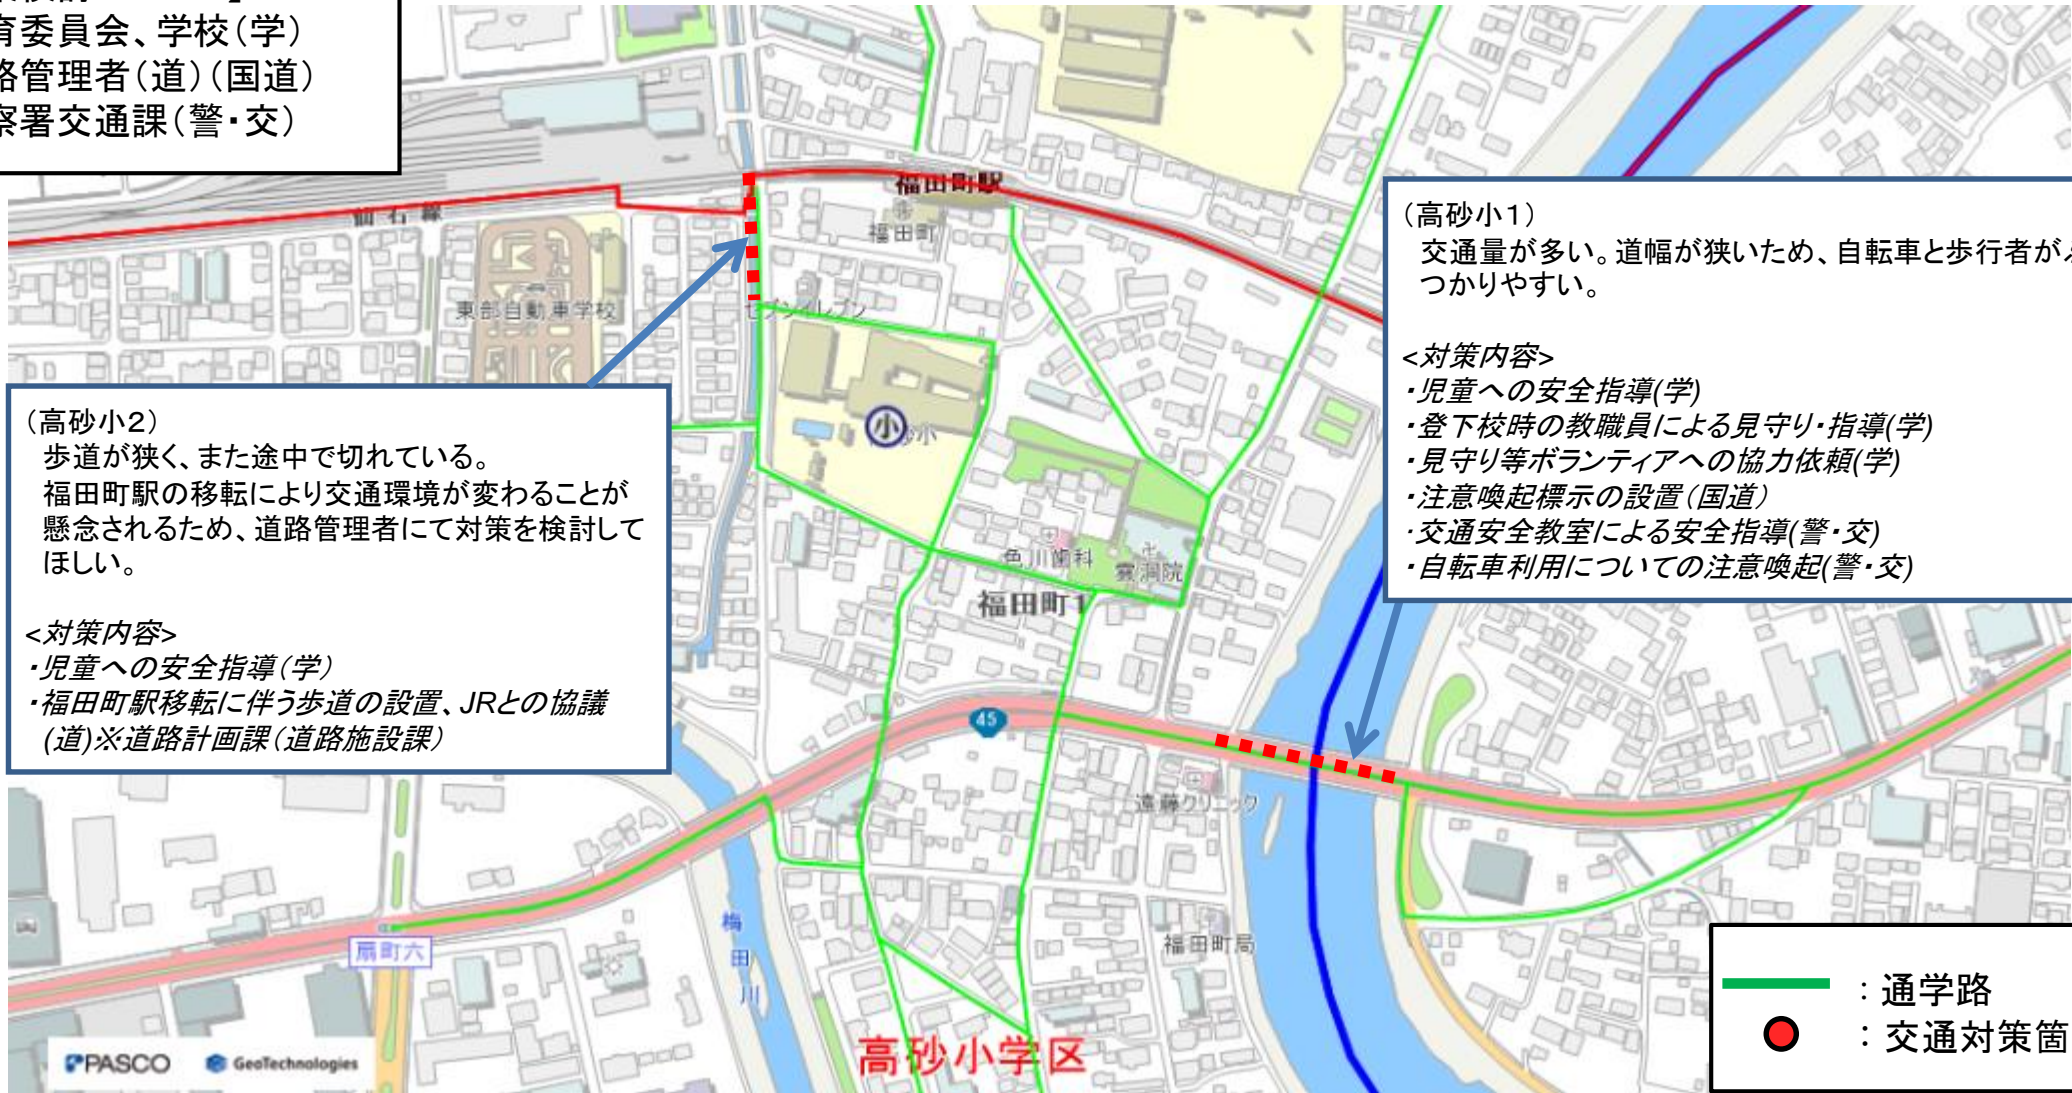 育委員会、学校(学)
路管理者(道)(国道)
察署交通課(警・交)
仙石線
福田町駅
福田町
東部自動車学校
セブンイレブン
(高砂小1)
交通量が多い。道幅が狭いため、自転車と歩行者がぶ
つかりやすい。
<対策内容>
・児童への安全指導(学)
・登下校時の教職員による見守り・指導(学)
・見守り等ボランティアへの協力依頼(学)
・注意喚起標示の設置(国道)
・交通安全教室による安全指導(警・交)
・自転車利用についての注意喚起(警・交)
(高砂小2)
歩道が狭く、また途中で切れている。
福田町駅の移転により交通環境が変わることが
懸念されるため、道路管理者にて対策を検討して
ほしい。
<対策内容>
・児童への安全指導(学)
・福田町駅移転に伴う歩道の設置、JRとの協議
(道)※道路計画課(道路施設課)
小
砂小
色川歯科
雲洞院
福田町1
45
遠藤クリニック
扇町六
梅田川
福田町局
高砂小学区
PASCO
GeoTechnologies
：通学路
：交通対策箇